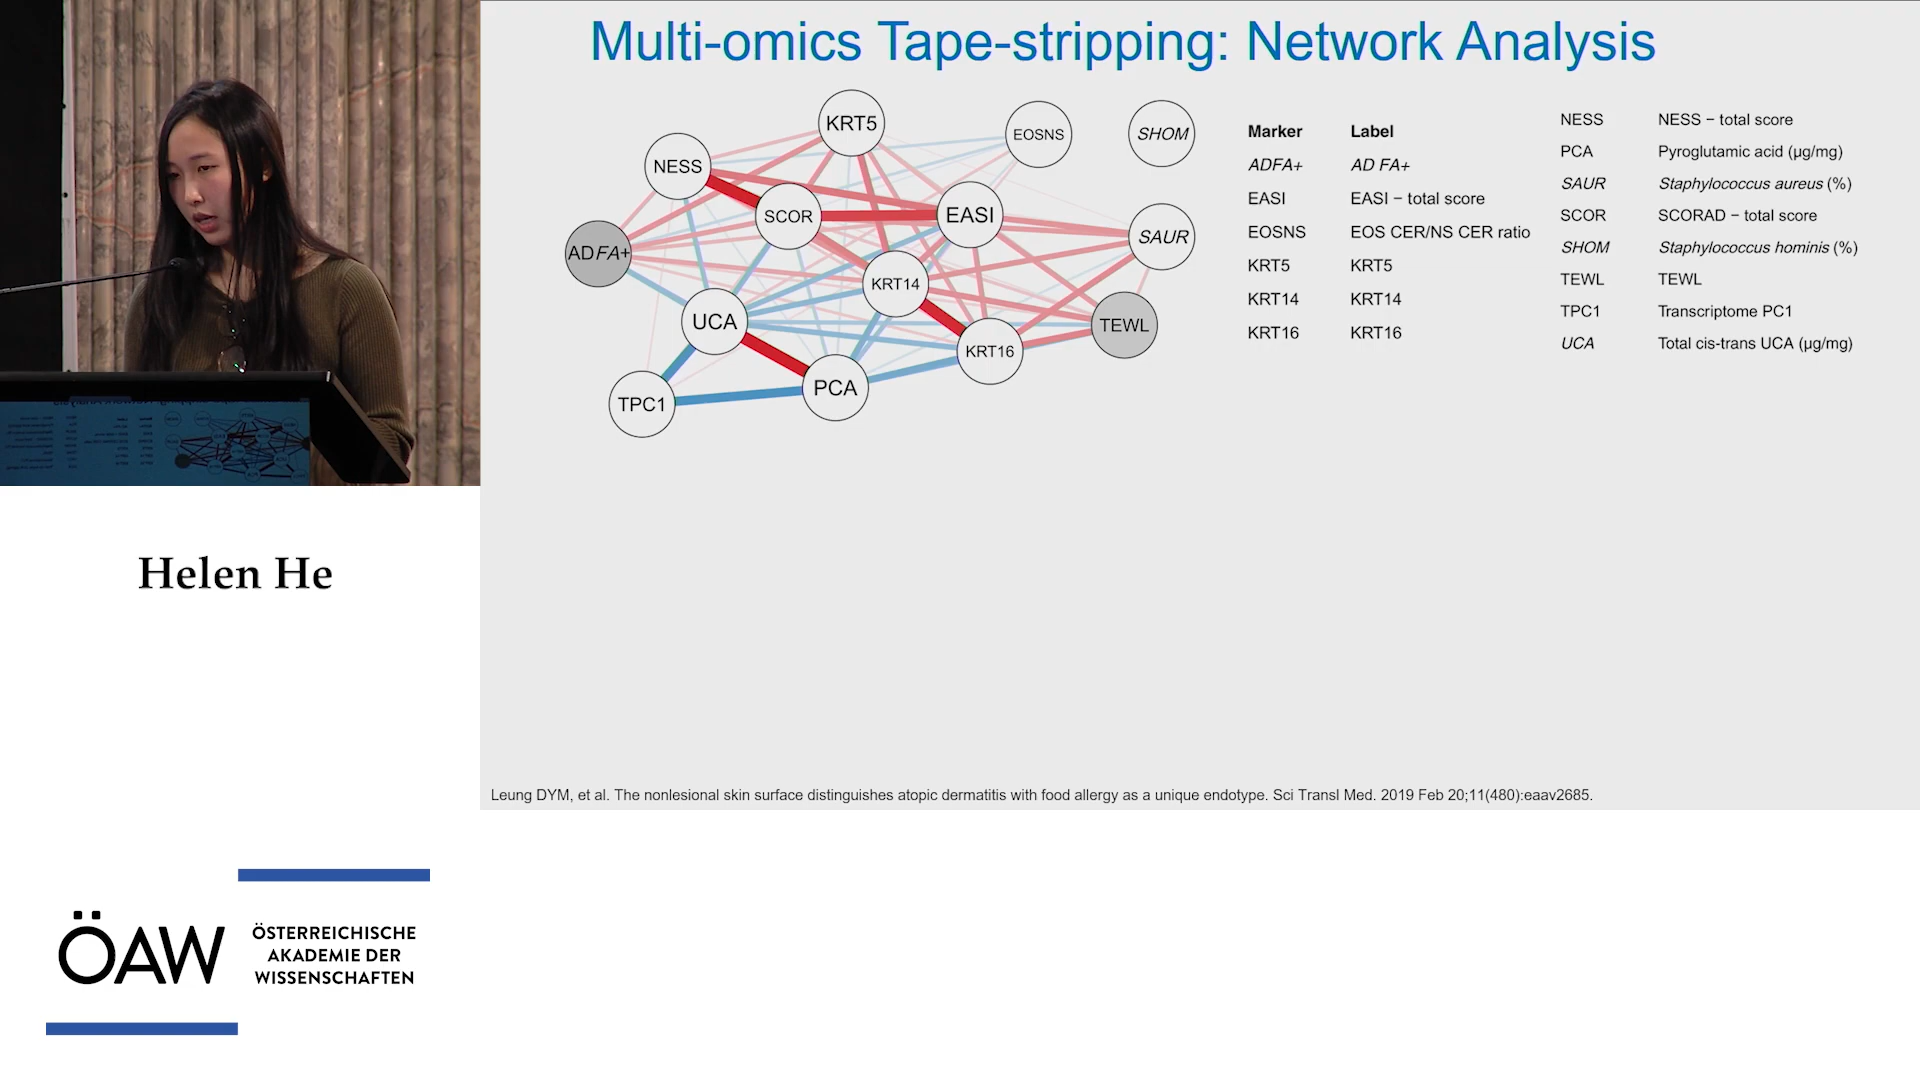 Multi-omics Tape-stripping: Network Analysis
KRT5
EOSNS
SHOM
NESS
SCOR
EASI
SAUR
ADFA+
KRT14
UCA
TEWL
KRT16
PCA
TPC1
Marker Label
ADFA+ AD FA+
EASI EASI − total score
EOSNS EOS CER/NS CER ratio
KRT5 KRT5
KRT14 KRT14
KRT16 KRT16
NESS NESS − total score
PCA Pyroglutamic acid (µg/mg)
SAUR Staphylococcus aureus (%)
SCOR SCORAD − total score
SHOM Staphylococcus hominis (%)
TEWL TEWL
TPC1 Transcriptome PC1
UCA Total cis-trans UCA (µg/mg)
Leung DYM, et al. The nonlesional skin surface distinguishes atopic dermatitis with food allergy as a unique endotype. Sci Transl Med. 2019 Feb 20;11(480):eaav2685.
Helen He
ÖAW
ÖSTERREICHISCHE
AKADEMIE DER
WISSENSCHAFTEN